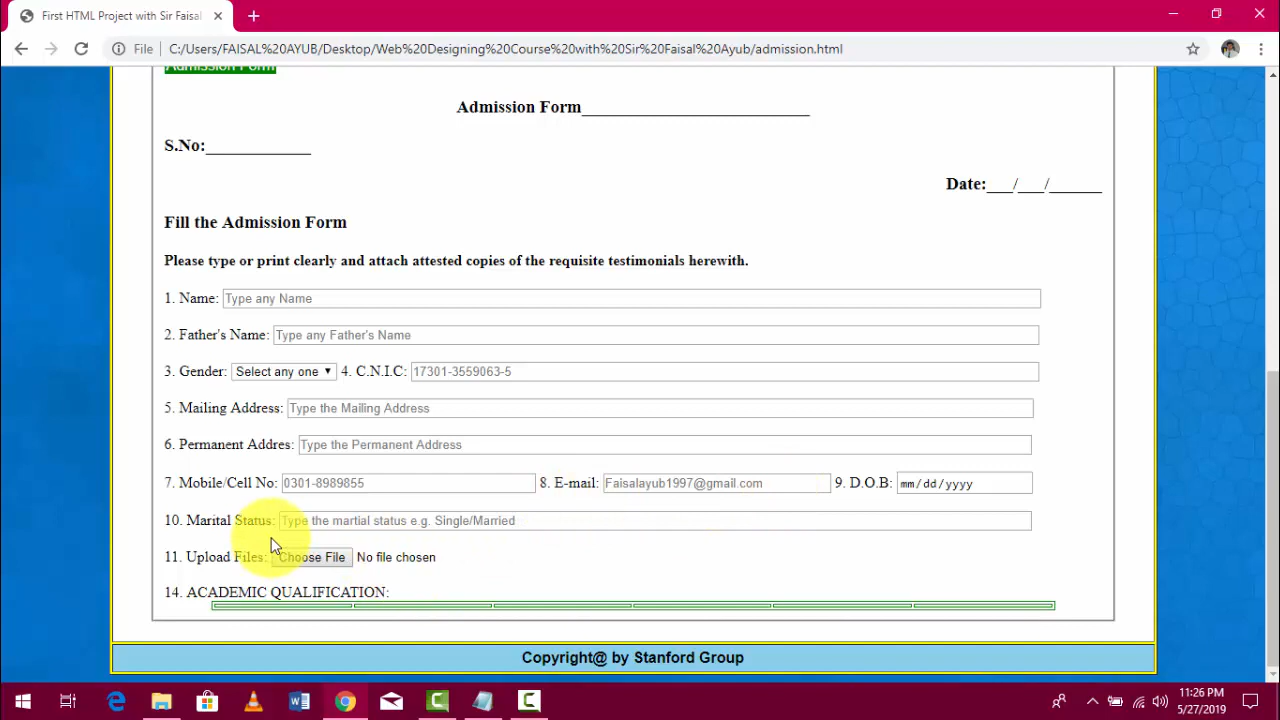 First HTML Project with Sir Faisal
File C:/Users/FAISAL%20AYUB/Desktop/Web%20Designing%20Course%20with%20Sir%20Faisal%20Ayub/admission.html
Admission Form
Admission Form__________________________
S.No:____________
Date:___/___/______
Fill the Admission Form
Please type or print clearly and attach attested copies of the requisite testimonials herewith.
1. Name: Type any Name
2. Father's Name: Type any Father's Name
3. Gender: Select any one 4. C.N.I.C: 17301-3559063-5
5. Mailing Address: Type the Mailing Address
6. Permanent Addres: Type the Permanent Address
7. Mobile/Cell No: 0301-8989855 8. E-mail: Faisalayub1997@gmail.com 9. D.O.B: mm/dd/yyyy
10. Marital Status: Type the martial status e.g. Single/Married
11. Upload Files: Choose File No file chosen
14. ACADEMIC QUALIFICATION:
Copyright@ by Stanford Group
11:26 PM
5/27/2019